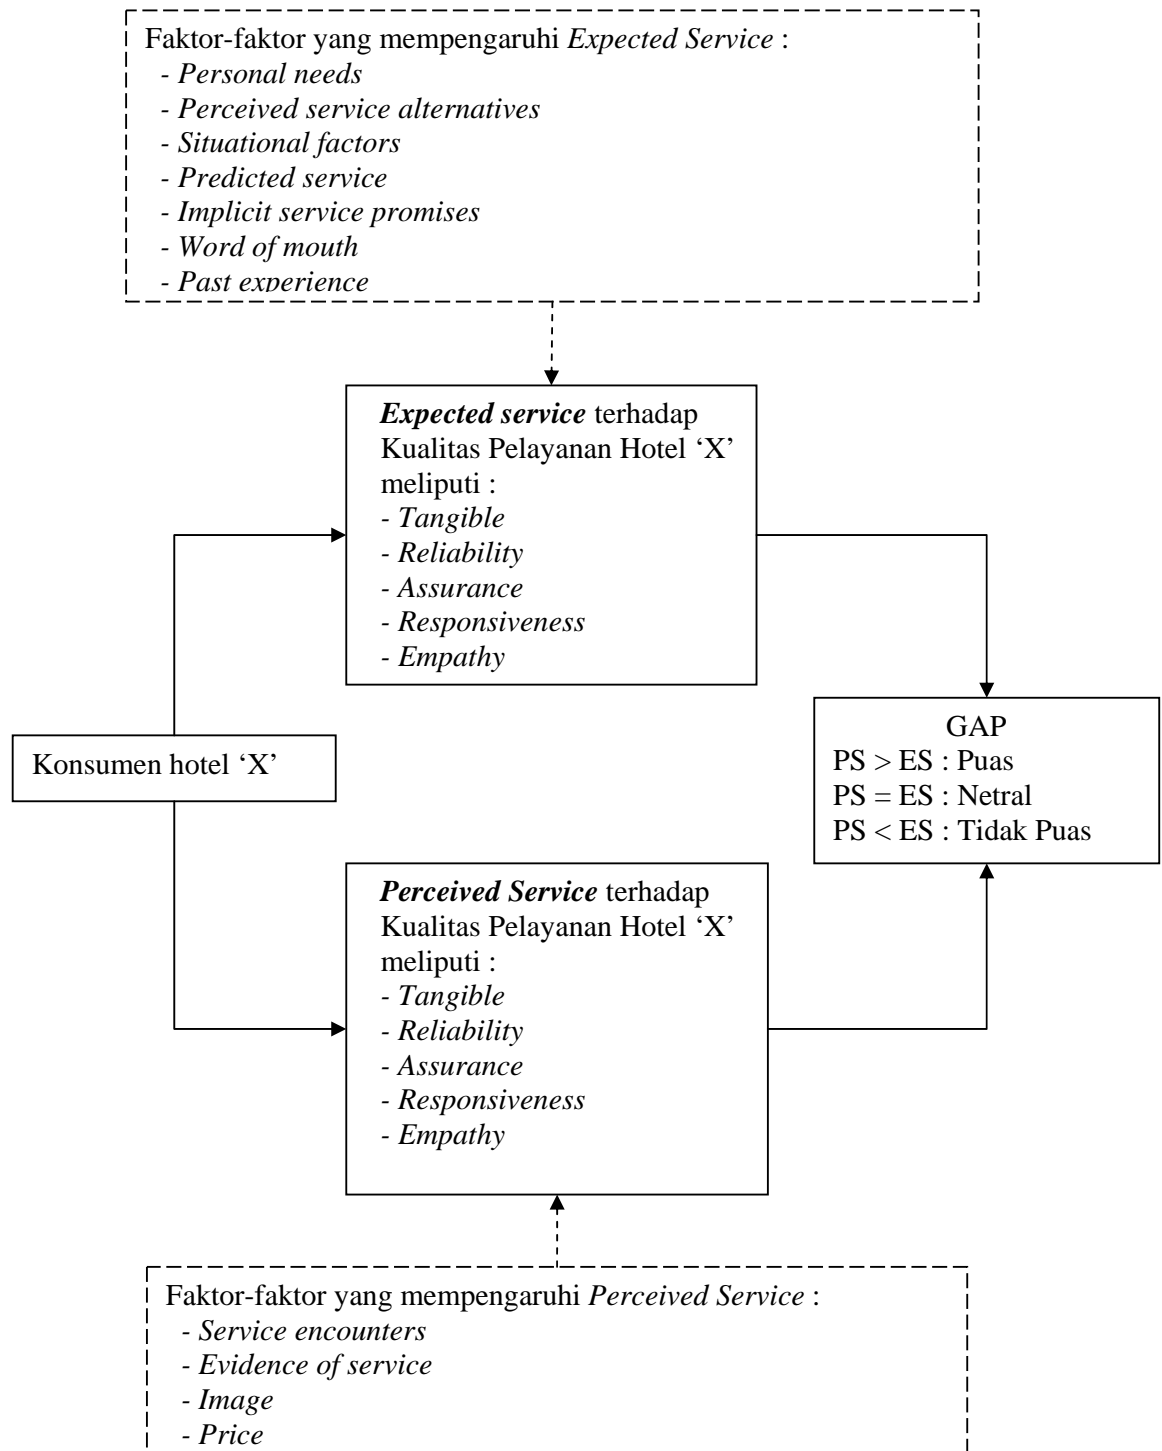 Faktor-faktor yang mempengaruhi Expected Service :
- Personal needs
- Perceived service alternatives
- Situational factors
- Predicted service
- Implicit service promises
- Word of mouth
- Past experience
Expected service terhadap
Kualitas Pelayanan Hotel ‘X’
meliputi :
- Tangible
- Reliability
- Assurance
- Responsiveness
- Empathy
Konsumen hotel ‘X’
GAP
PS > ES : Puas
PS = ES : Netral
PS < ES : Tidak Puas
Perceived Service terhadap
Kualitas Pelayanan Hotel ‘X’
meliputi :
- Tangible
- Reliability
- Assurance
- Responsiveness
- Empathy
Faktor-faktor yang mempengaruhi Perceived Service :
- Service encounters
- Evidence of service
- Image
- Price